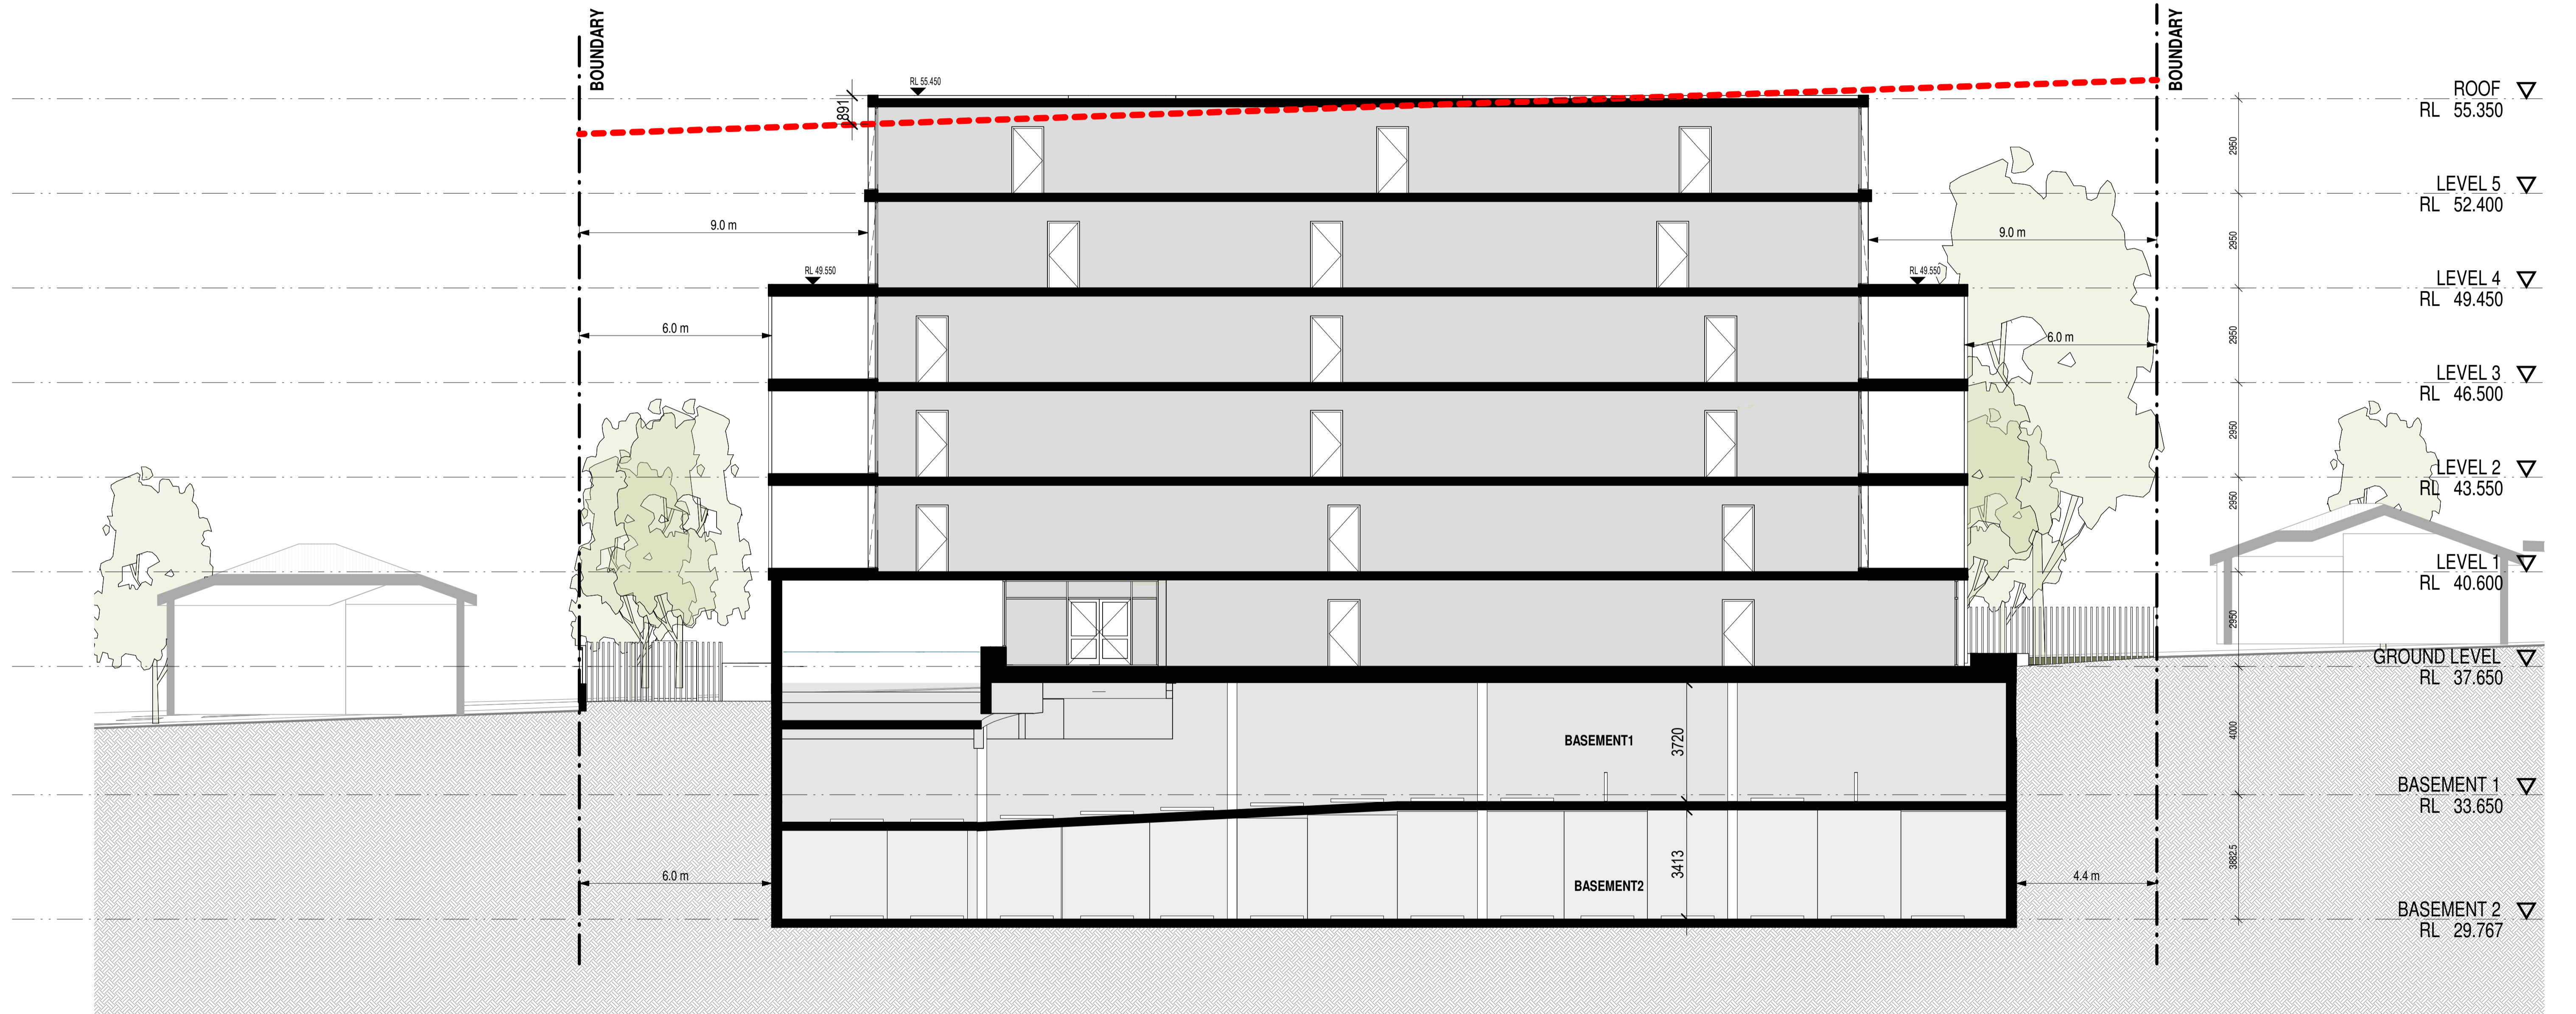 BOUNDARY
BOUNDARY
RL 55.450
891
ROOF
RL 55.350
2950
LEVEL 5
RL 52.400
9.0 m
9.0 m
2950
RL 49.550
RL 49.550
LEVEL 4
RL 49.450
6.0 m
6.0 m
2950
LEVEL 3
RL 46.500
2950
LEVEL 2
RL 43.550
2950
LEVEL 1
RL 40.600
2950
GROUND LEVEL
RL 37.650
BASEMENT1
3720
4000
BASEMENT 1
RL 33.650
3413
3882.5
6.0 m
BASEMENT2
4.4 m
BASEMENT 2
RL 29.767